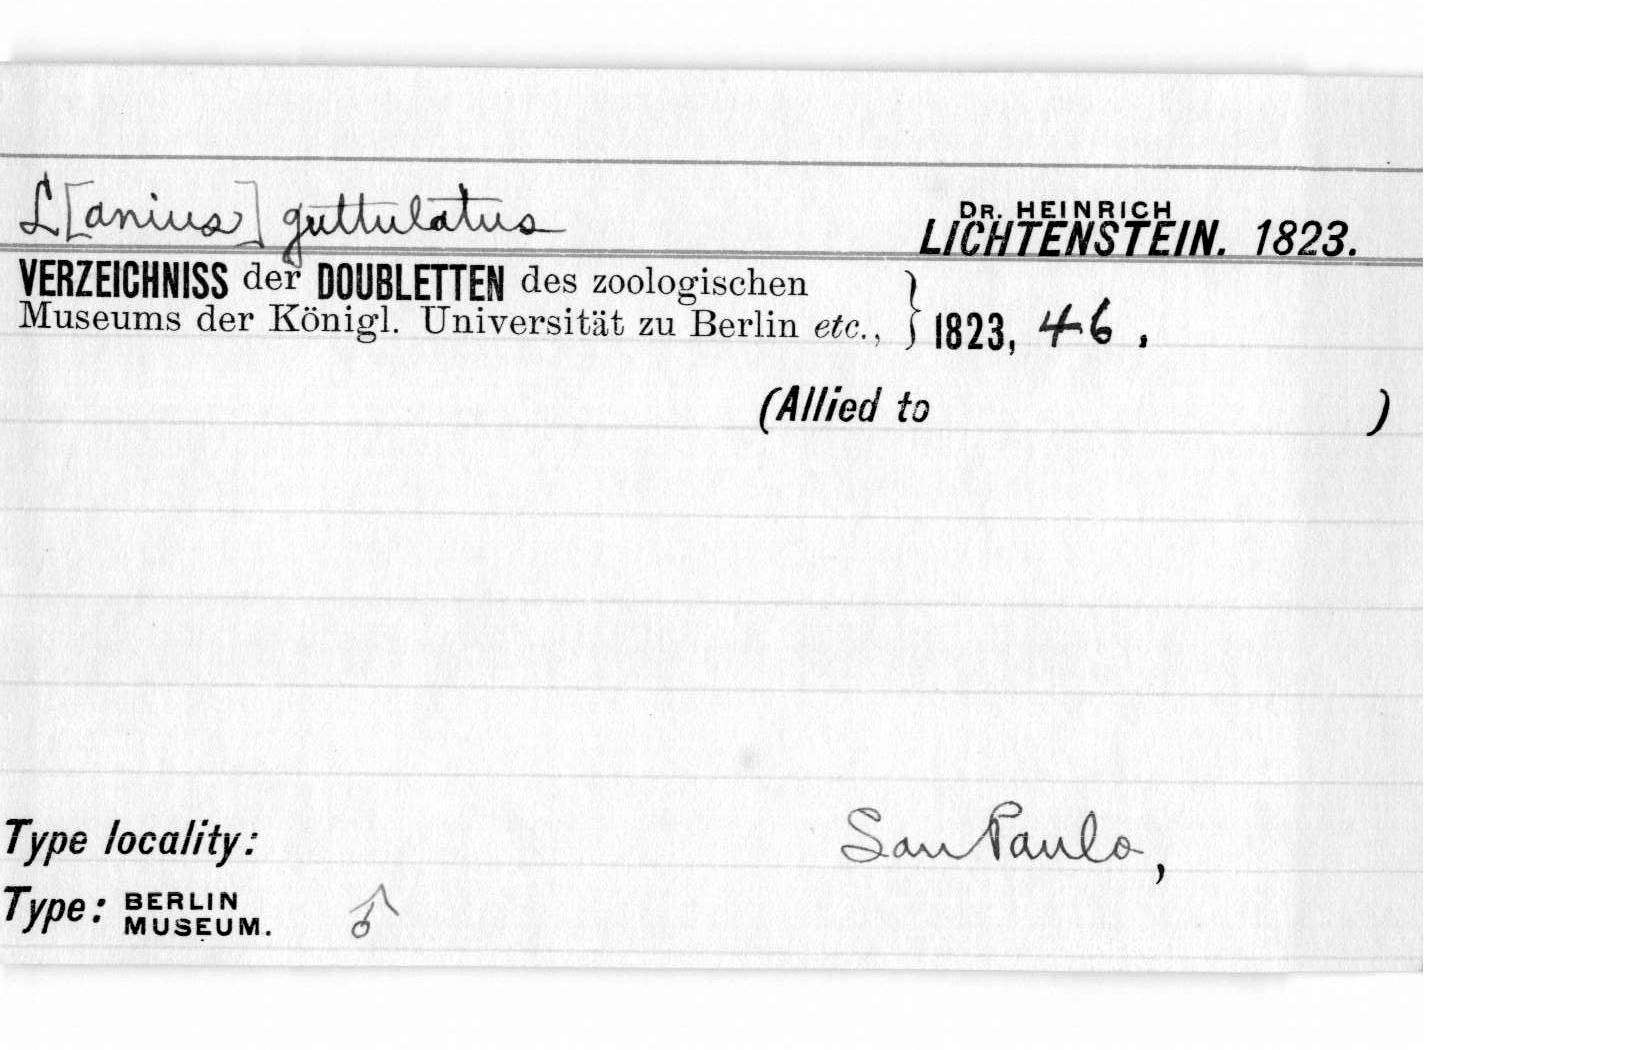 L[anius] guttulatus
DR. HEINRICH
LICHTENSTEIN. 1823.
VERZEICHNISS der DOUBLETTEN des zoologischen
Museums der Königl. Universität zu Berlin etc., } 1823, 46.
(Allied to )
Type locality: San Paulo,
Type: BERLIN MUSEUM. ♂